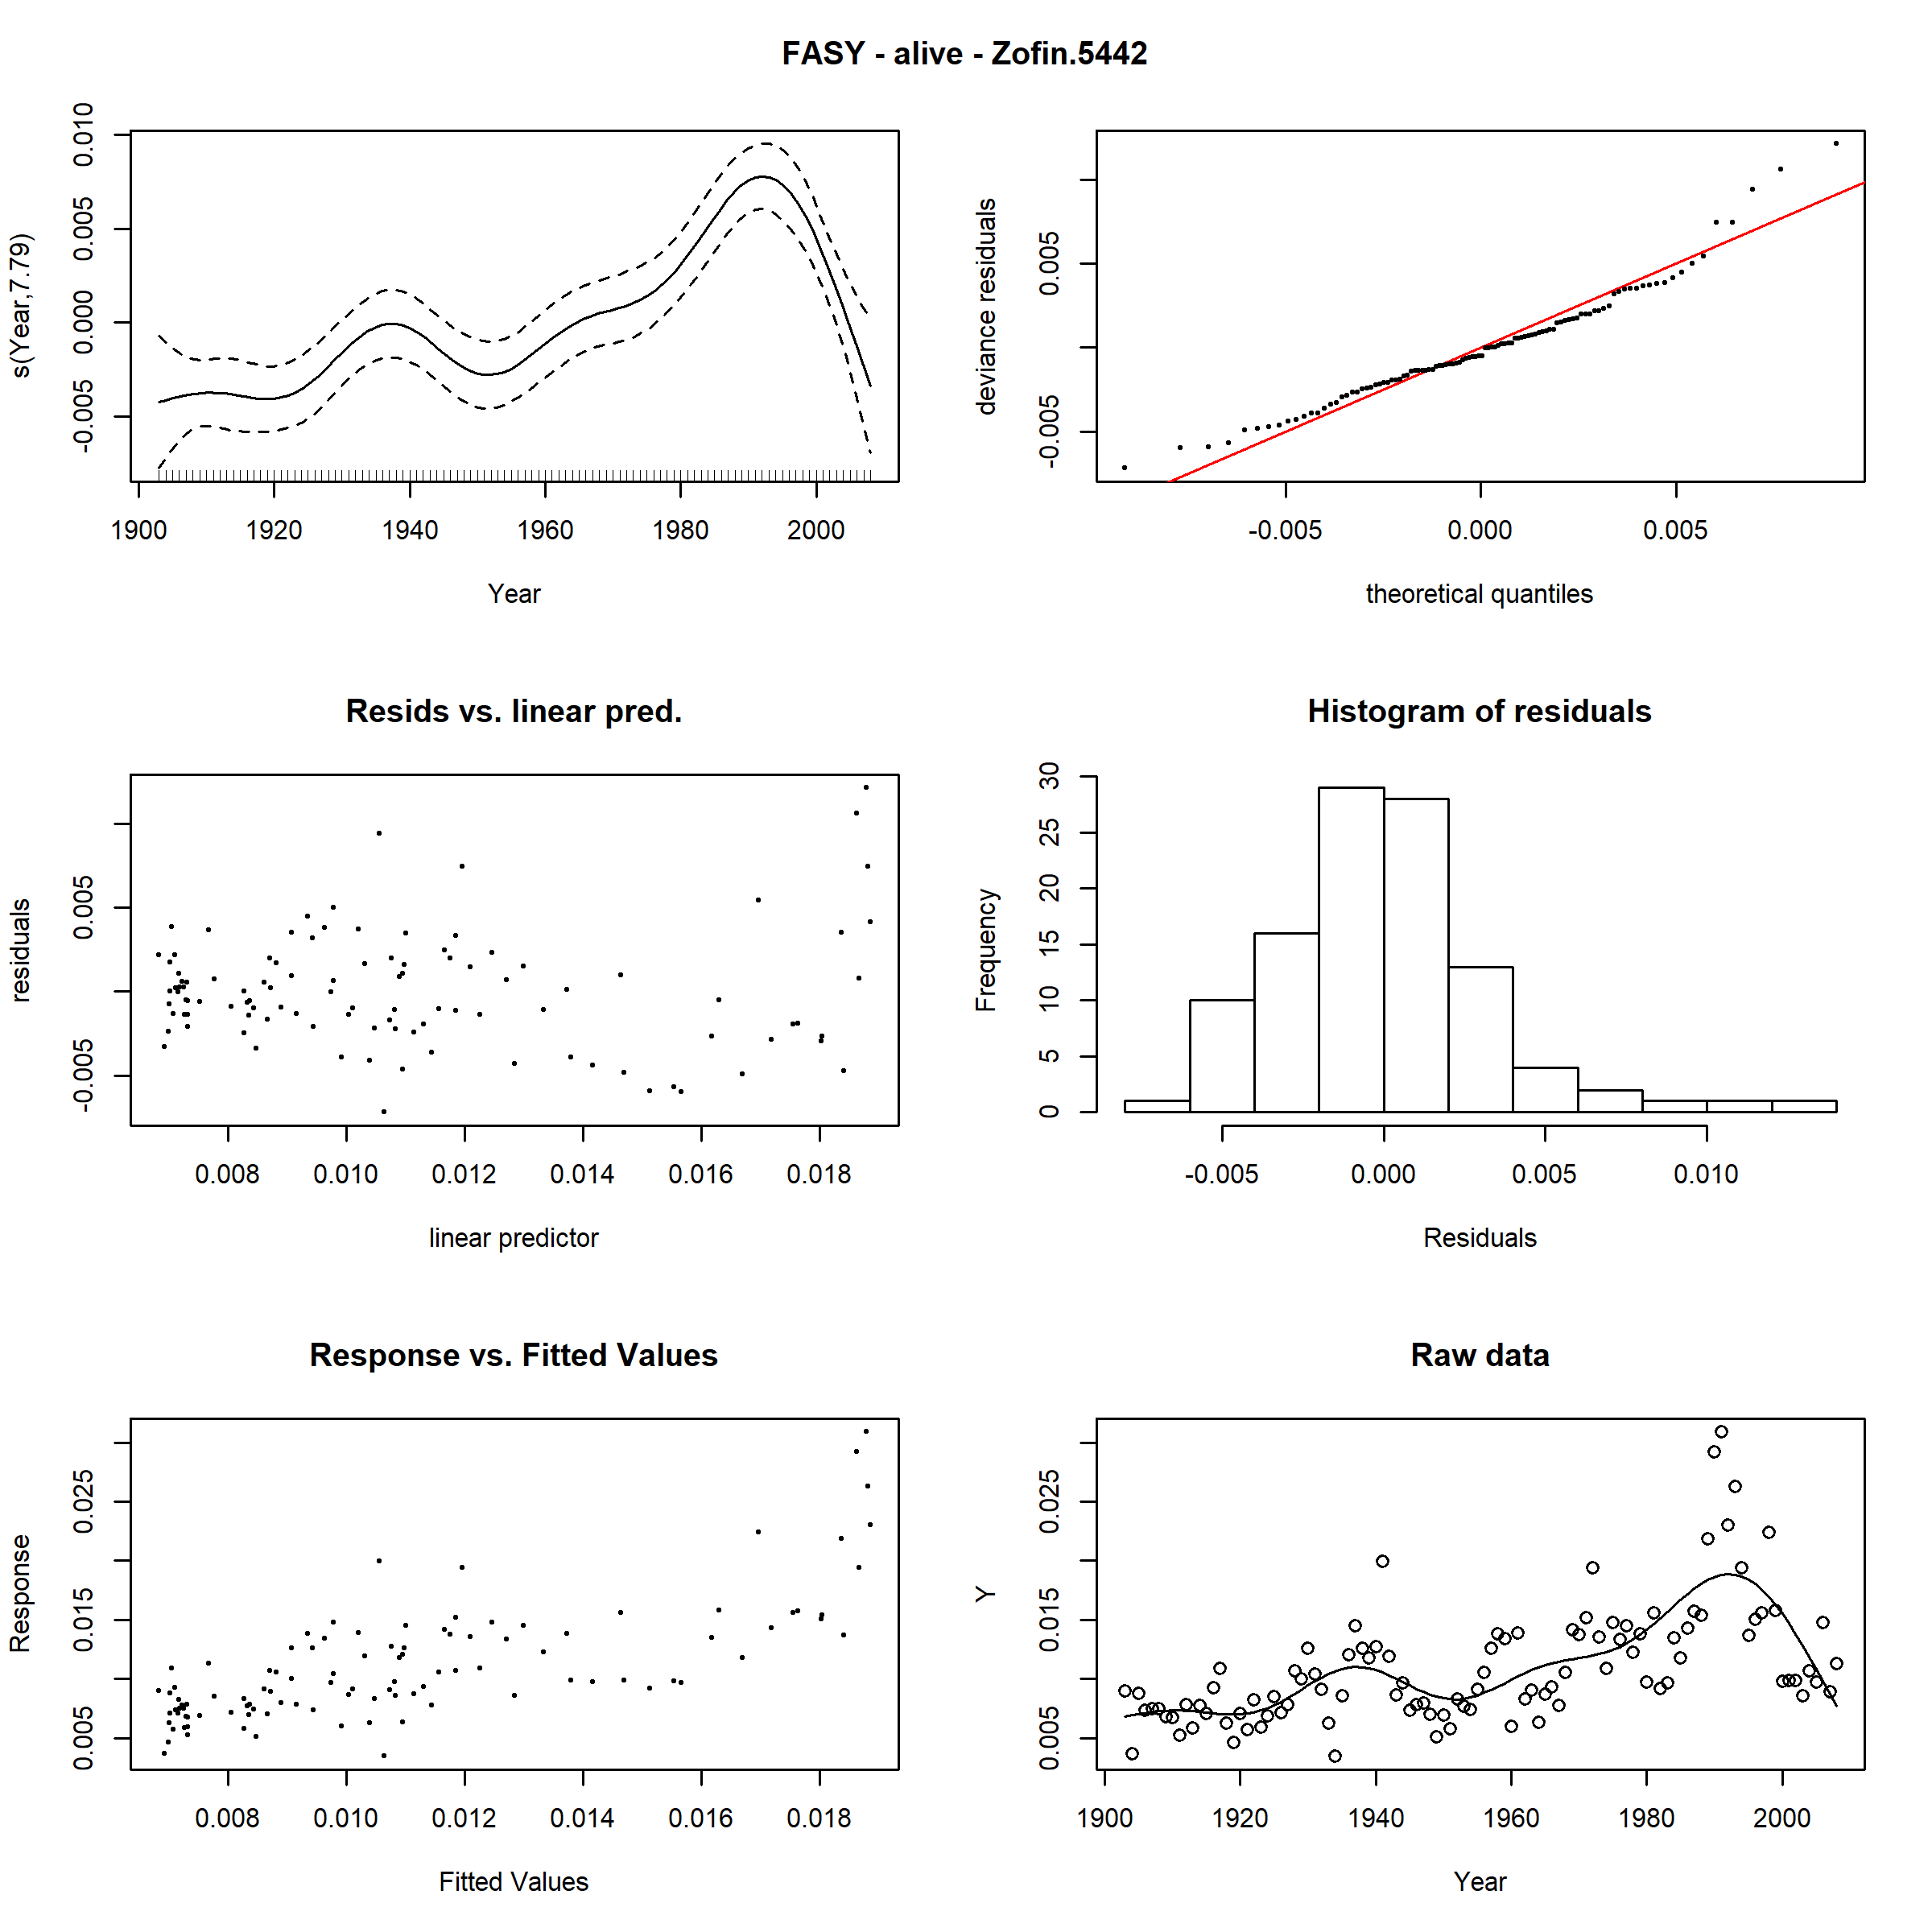 FASY - alive - Zofin.5442
s(Year,7.79)
-0.005 0.000 0.005 0.010
1900 1920 1940 1960 1980 2000
Year
deviance residuals
-0.005 0.005
-0.005 0.000 0.005
theoretical quantiles
Resids vs. linear pred.
residuals
-0.005 0.005
0.008 0.010 0.012 0.014 0.016 0.018
linear predictor
Histogram of residuals
Frequency
0 5 10 15 20 25 30
-0.005 0.000 0.005 0.010
Residuals
Response vs. Fitted Values
Response
0.005 0.015 0.025
0.008 0.010 0.012 0.014 0.016 0.018
Fitted Values
Raw data
Y
0.005 0.015 0.025
1900 1920 1940 1960 1980 2000
Year